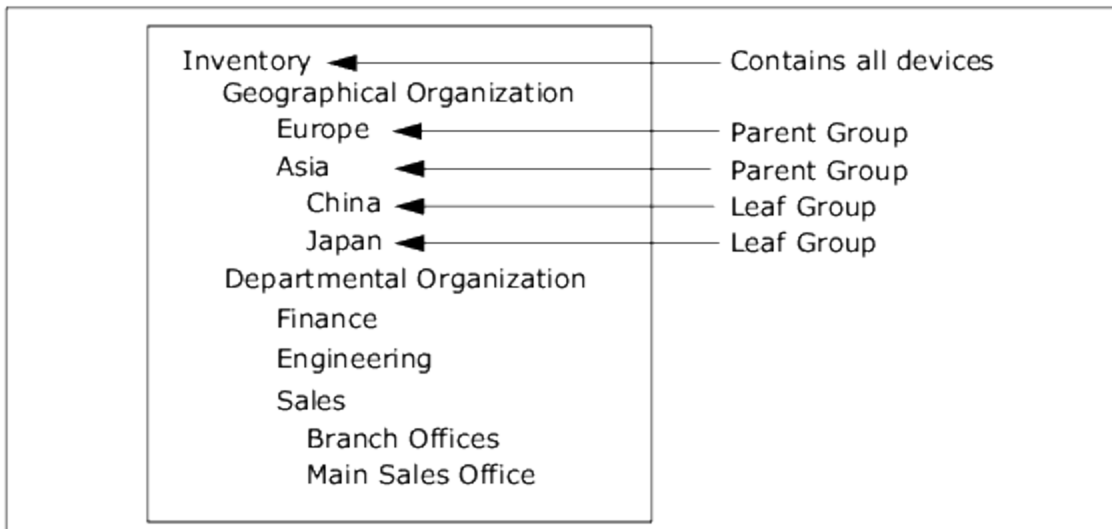 Inventory Contains all devices
Geographical Organization
Europe Parent Group
Asia Parent Group
China Leaf Group
Japan Leaf Group
Departmental Organization
Finance
Engineering
Sales
Branch Offices
Main Sales Office